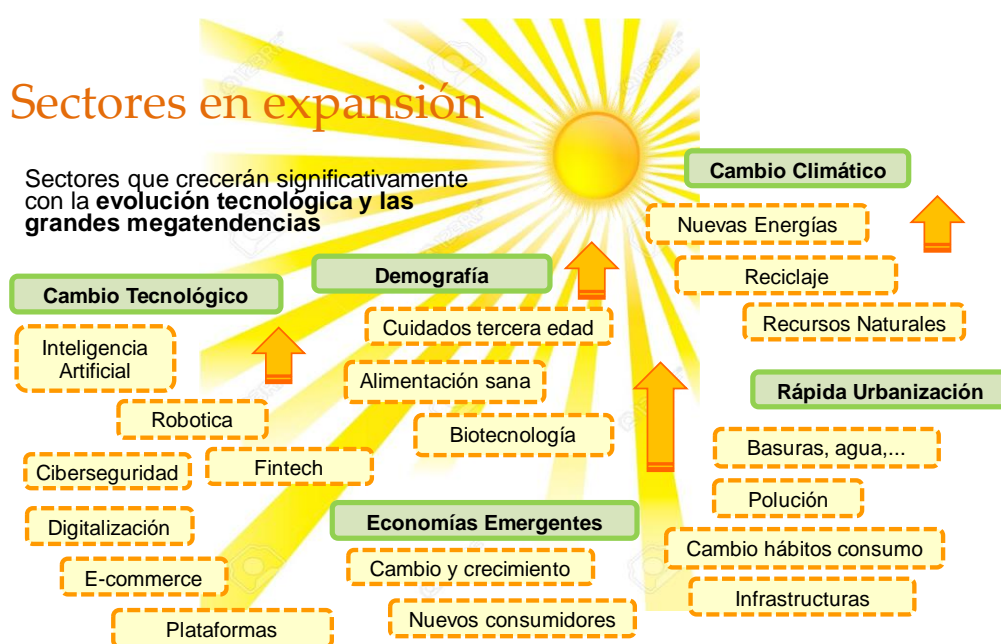 Sectores en expansión
Sectores que crecerán significativamente
con la evolución tecnológica y las
grandes megatendencias
Cambio Tecnológico
Inteligencia
Artificial
Robotica
Ciberseguridad
Fintech
Digitalización
E-commerce
Plataformas
Demografía
Cuidados tercera edad
Alimentación sana
Biotecnología
Economías Emergentes
Cambio y crecimiento
Nuevos consumidores
Cambio Climático
Nuevas Energías
Reciclaje
Recursos Naturales
Rápida Urbanización
Basuras, agua,...
Polución
Cambio hábitos consumo
Infrastructuras